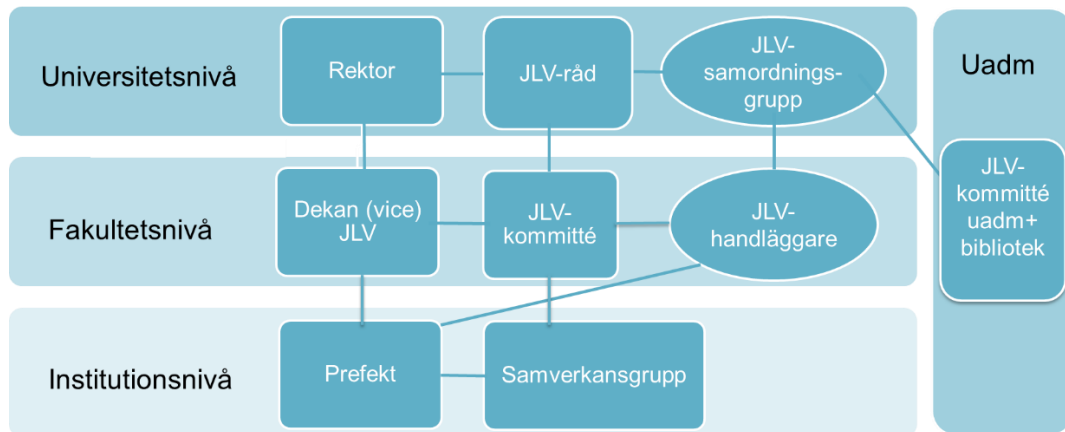 Universitetsnivå
Rektor
JLV-råd
JLV-
samordnings-
grupp
Uadm
Fakultetsnivå
Dekan (vice)
JLV
JLV-
kommitté
JLV-
handläggare
JLV-
kommitté
uadm+
bibliotek
Institutionsnivå
Prefekt
Samverkansgrupp